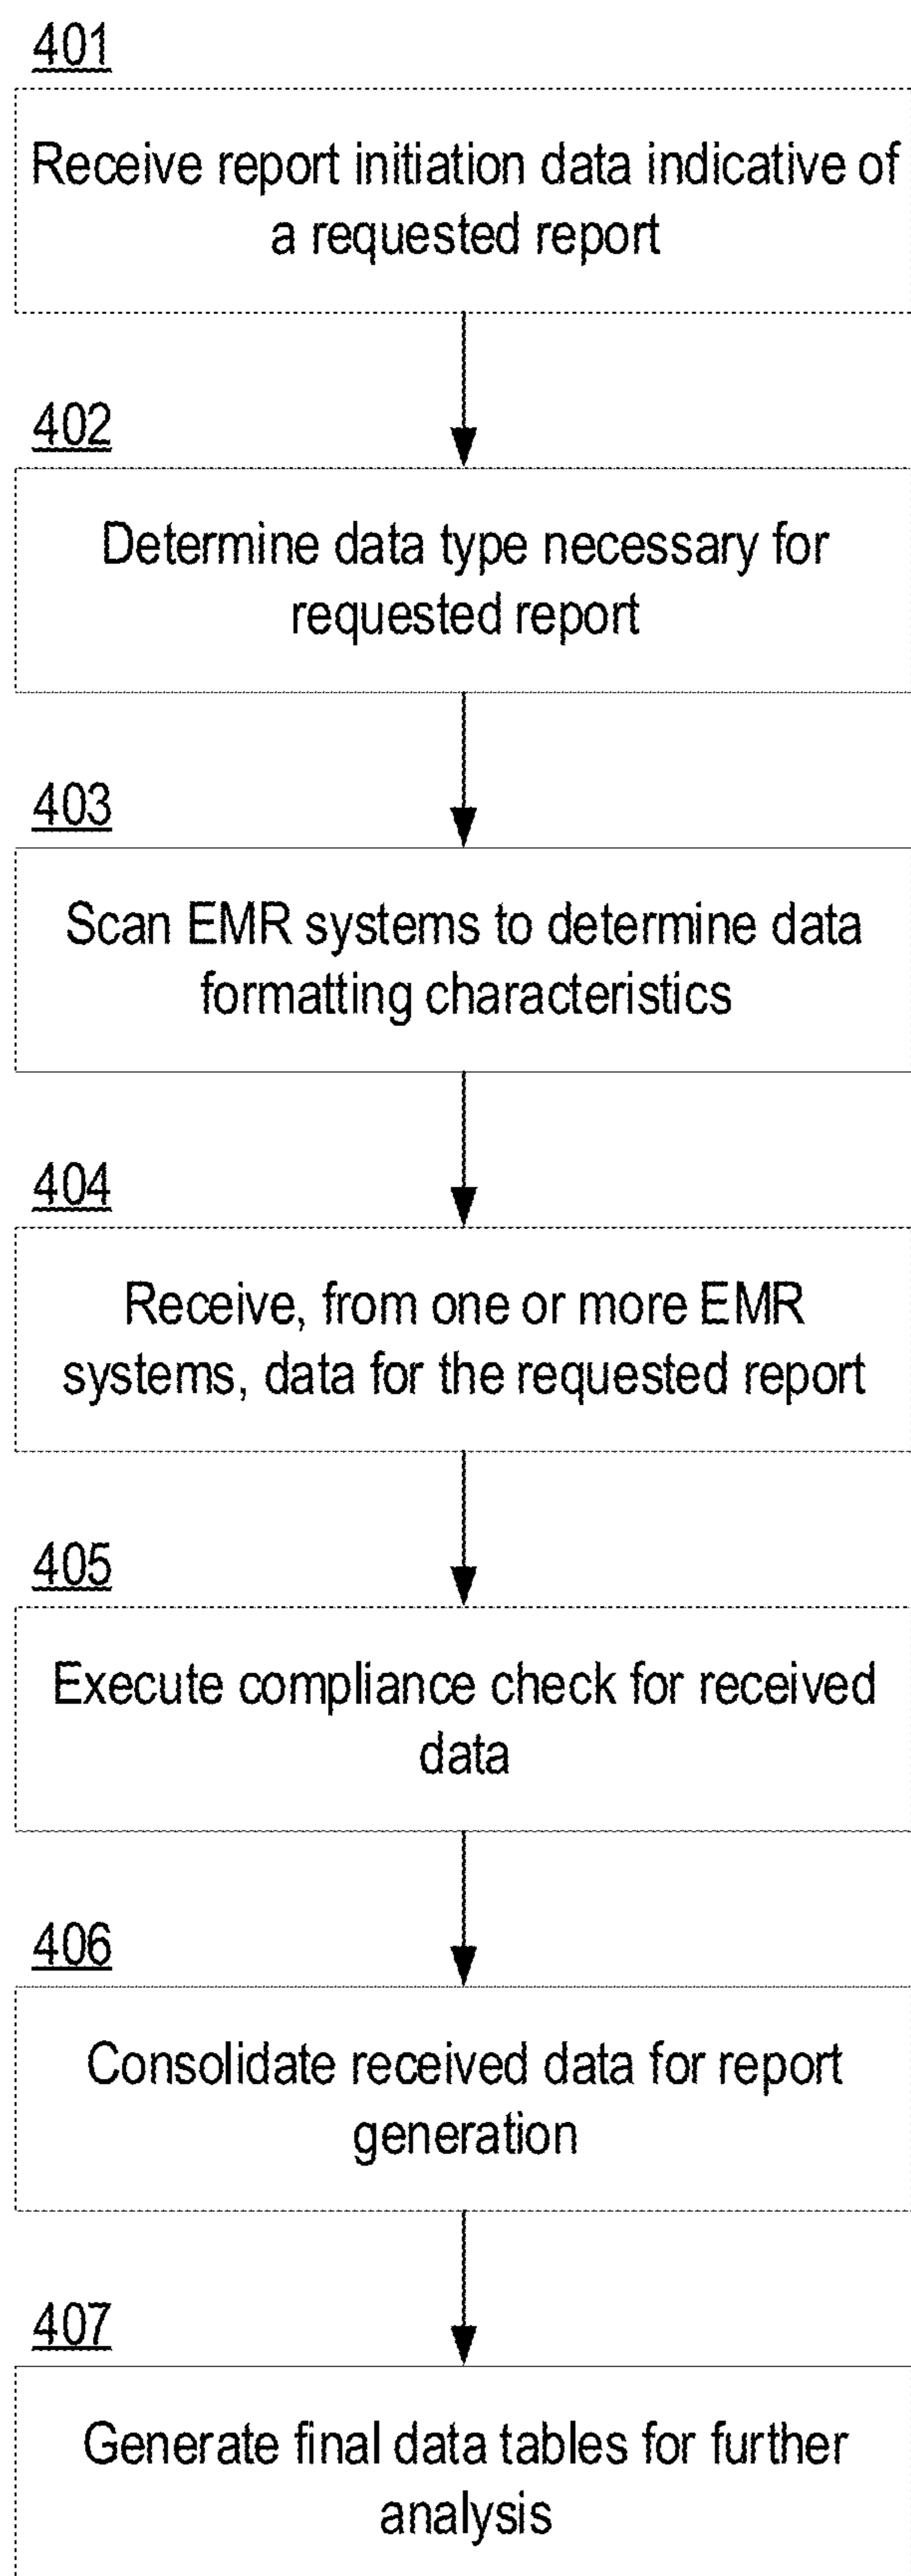 401
Receive report initiation data indicative of
a requested report
402
Determine data type necessary for
requested report
403
Scan EMR systems to determine data
formatting characteristics
404
Receive, from one or more EMR
systems, data for the requested report
405
Execute compliance check for received
data
406
Consolidate received data for report
generation
407
Generate final data tables for further
analysis